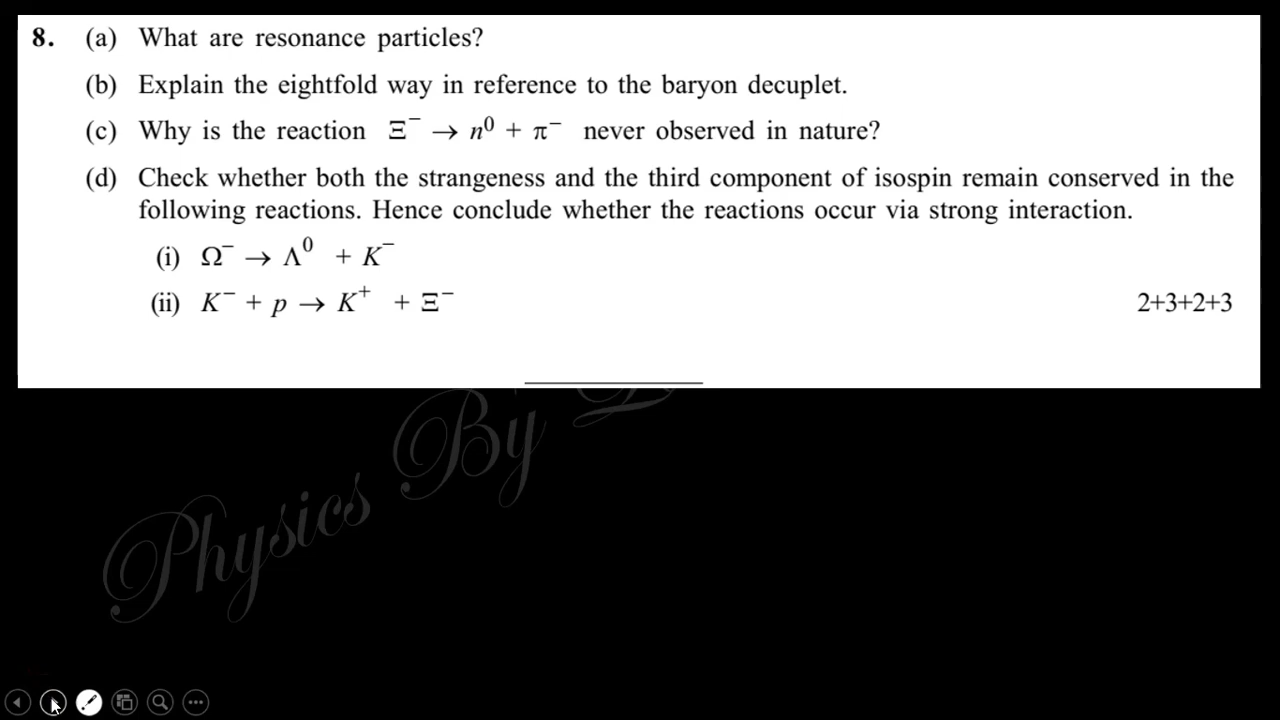 8. (a) What are resonance particles?
(b) Explain the eightfold way in reference to the baryon decuplet.
(c) Why is the reaction Ξ⁻ → n⁰ + π⁻ never observed in nature?
(d) Check whether both the strangeness and the third component of isospin remain conserved in the
following reactions. Hence conclude whether the reactions occur via strong interaction.
(i) Ω⁻ → Λ⁰ + K⁻
(ii) K⁻ + p → K⁺ + Ξ⁻ 2+3+2+3
Physics By